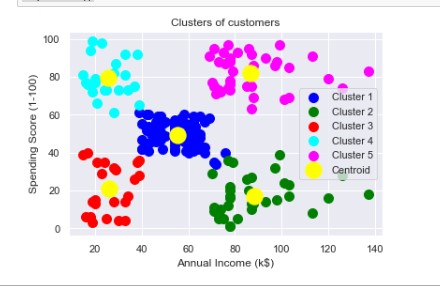 Clusters of customers
Spending Score (1-100)
100
80
60
40
20
0
Cluster 1
Cluster 2
Cluster 3
Cluster 4
Cluster 5
Centroid
20 40 60 80 100 120 140
Annual Income (k$)